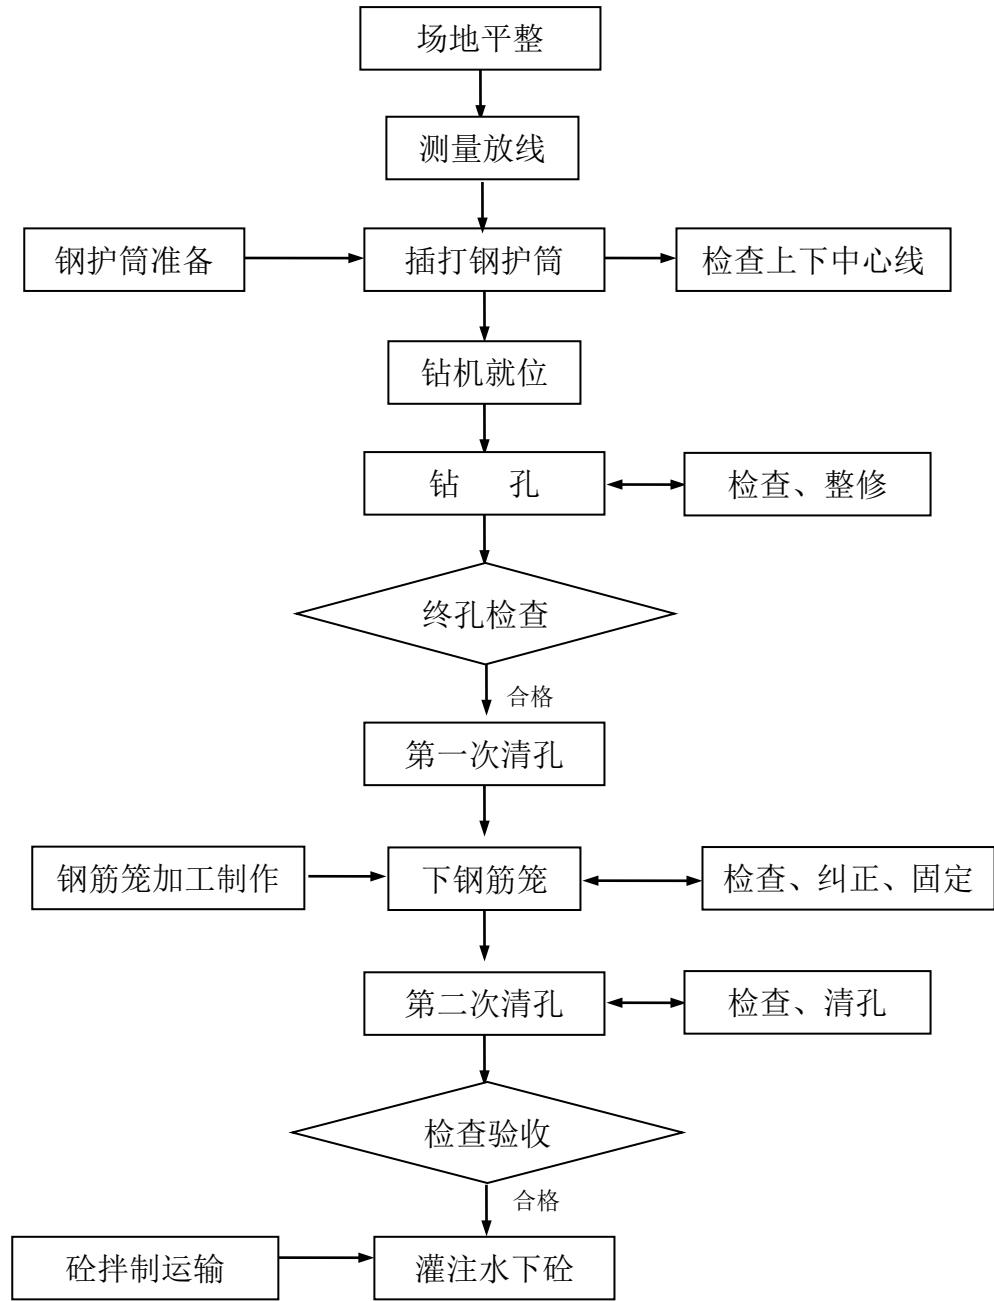 场地平整
测量放线
钢护筒准备
插打钢护筒
检查上下中心线
钻机就位
钻 孔
检查、整修
终孔检查
合格
第一次清孔
钢筋笼加工制作
下钢筋笼
检查、纠正、固定
第二次清孔
检查、清孔
检查验收
合格
砼拌制运输
灌注水下砼